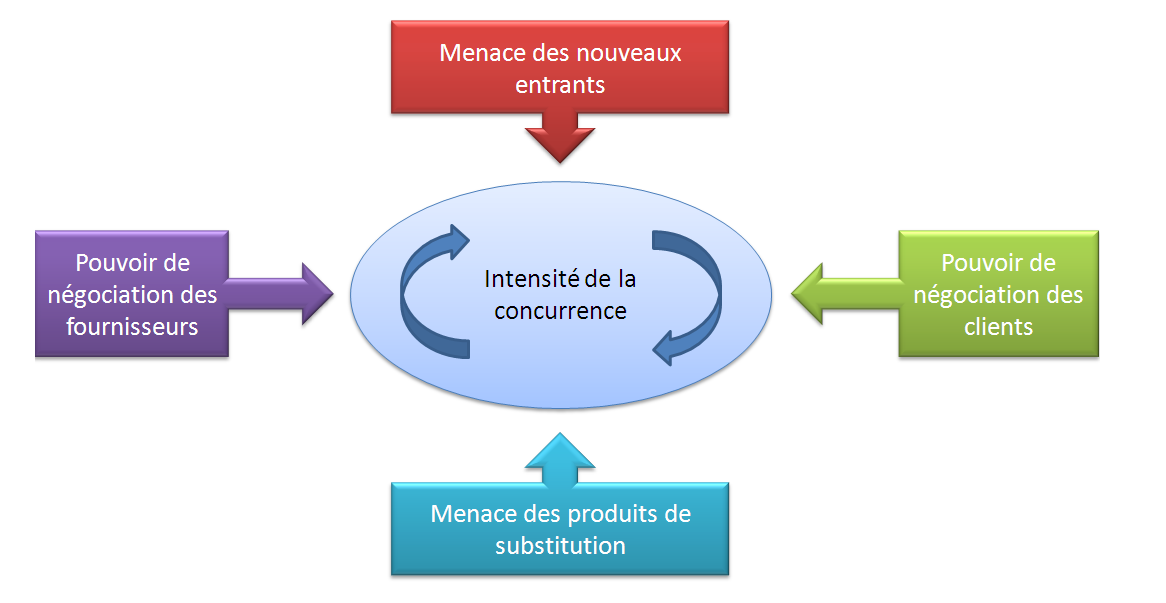 Menace des nouveaux
entrants
Pouvoir de
négociation des
fournisseurs
Intensité de la
concurrence
Pouvoir de
négociation des
clients
Menace des produits de
substitution